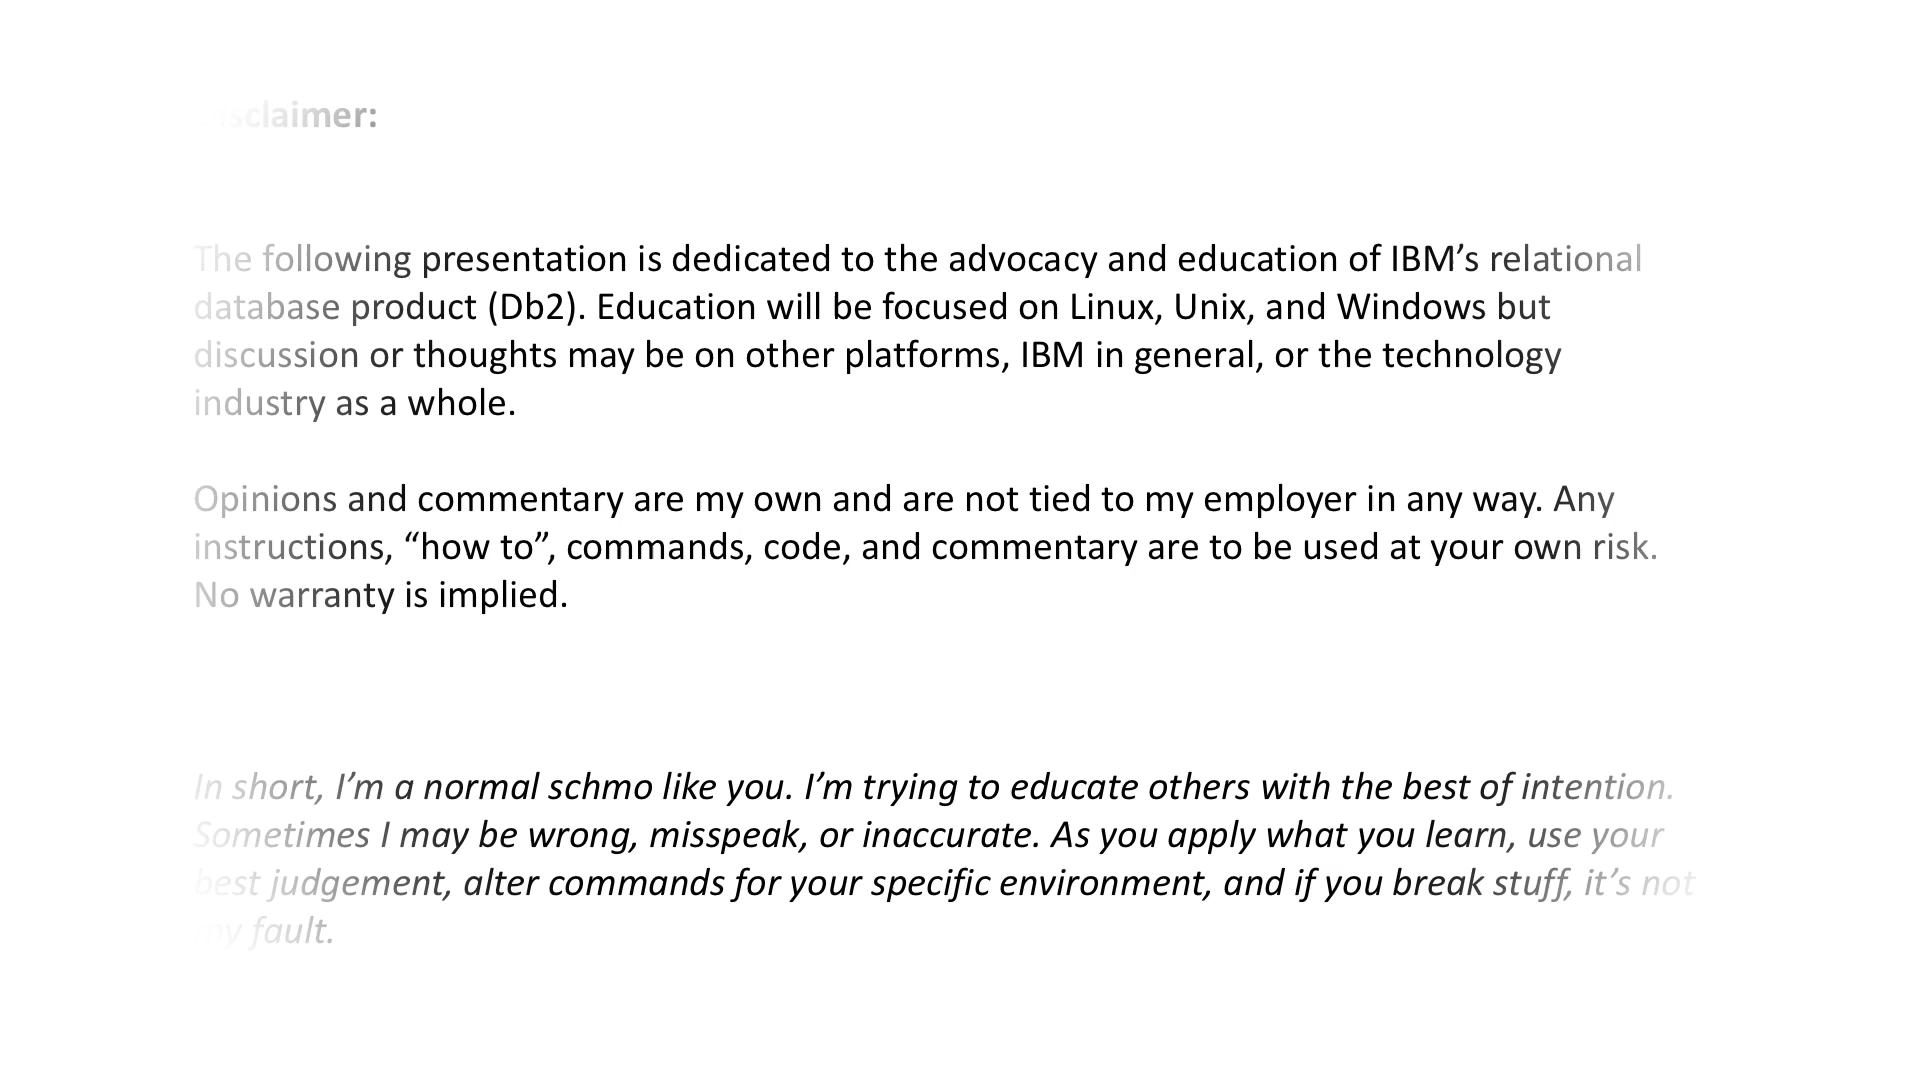 Disclaimer:
The following presentation is dedicated to the advocacy and education of IBM’s relational
database product (Db2). Education will be focused on Linux, Unix, and Windows but
discussion or thoughts may be on other platforms, IBM in general, or the technology
industry as a whole.
Opinions and commentary are my own and are not tied to my employer in any way. Any
instructions, “how to”, commands, code, and commentary are to be used at your own risk.
No warranty is implied.
In short, I’m a normal schmo like you. I’m trying to educate others with the best of intention.
Sometimes I may be wrong, misspeak, or inaccurate. As you apply what you learn, use your
best judgement, alter commands for your specific environment, and if you break stuff, it’s not
my fault.